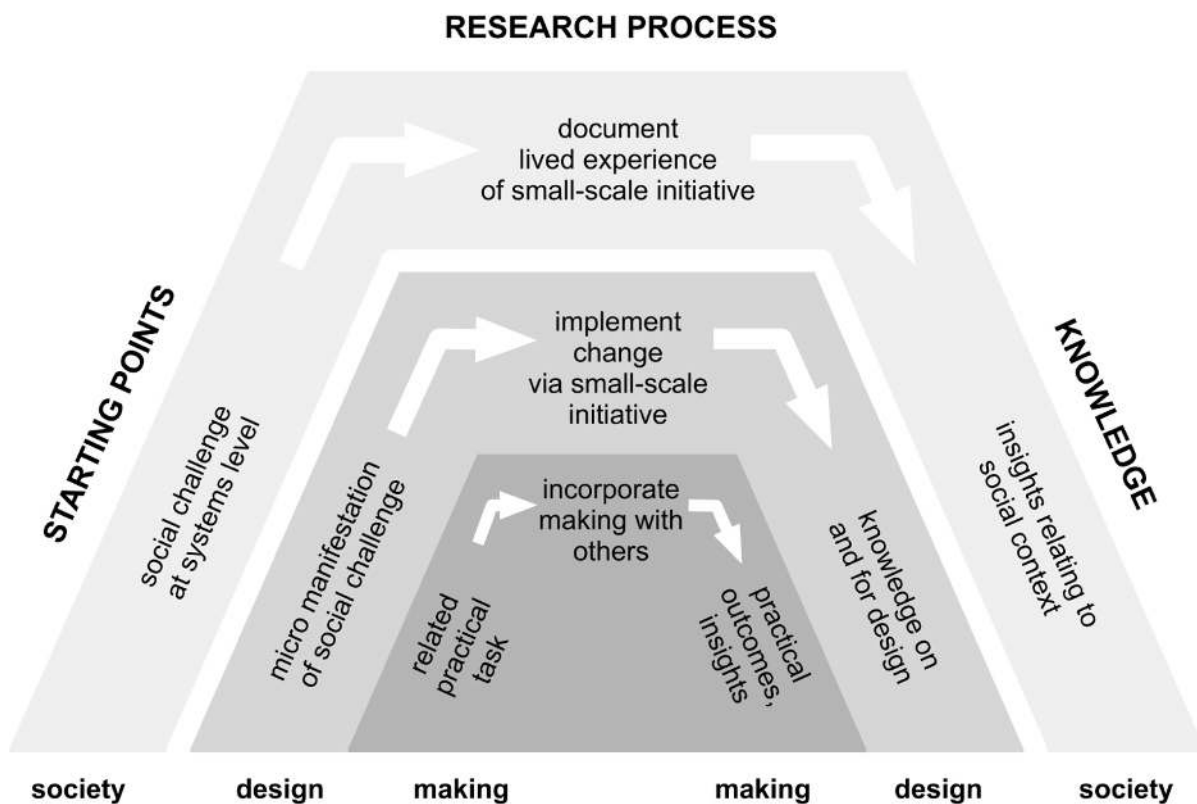 RESEARCH PROCESS
document
lived experience
of small-scale initiative
STARTING POINTS
social challenge
at systems level
implement
change
via small-scale
initiative
micro manifestation
of social challenge
incorporate
making with
others
related
practical
task
practical
outcomes,
insights
knowledge on
and for design
insights relating to
social context
KNOWLEDGE
society
design
making
making
design
society